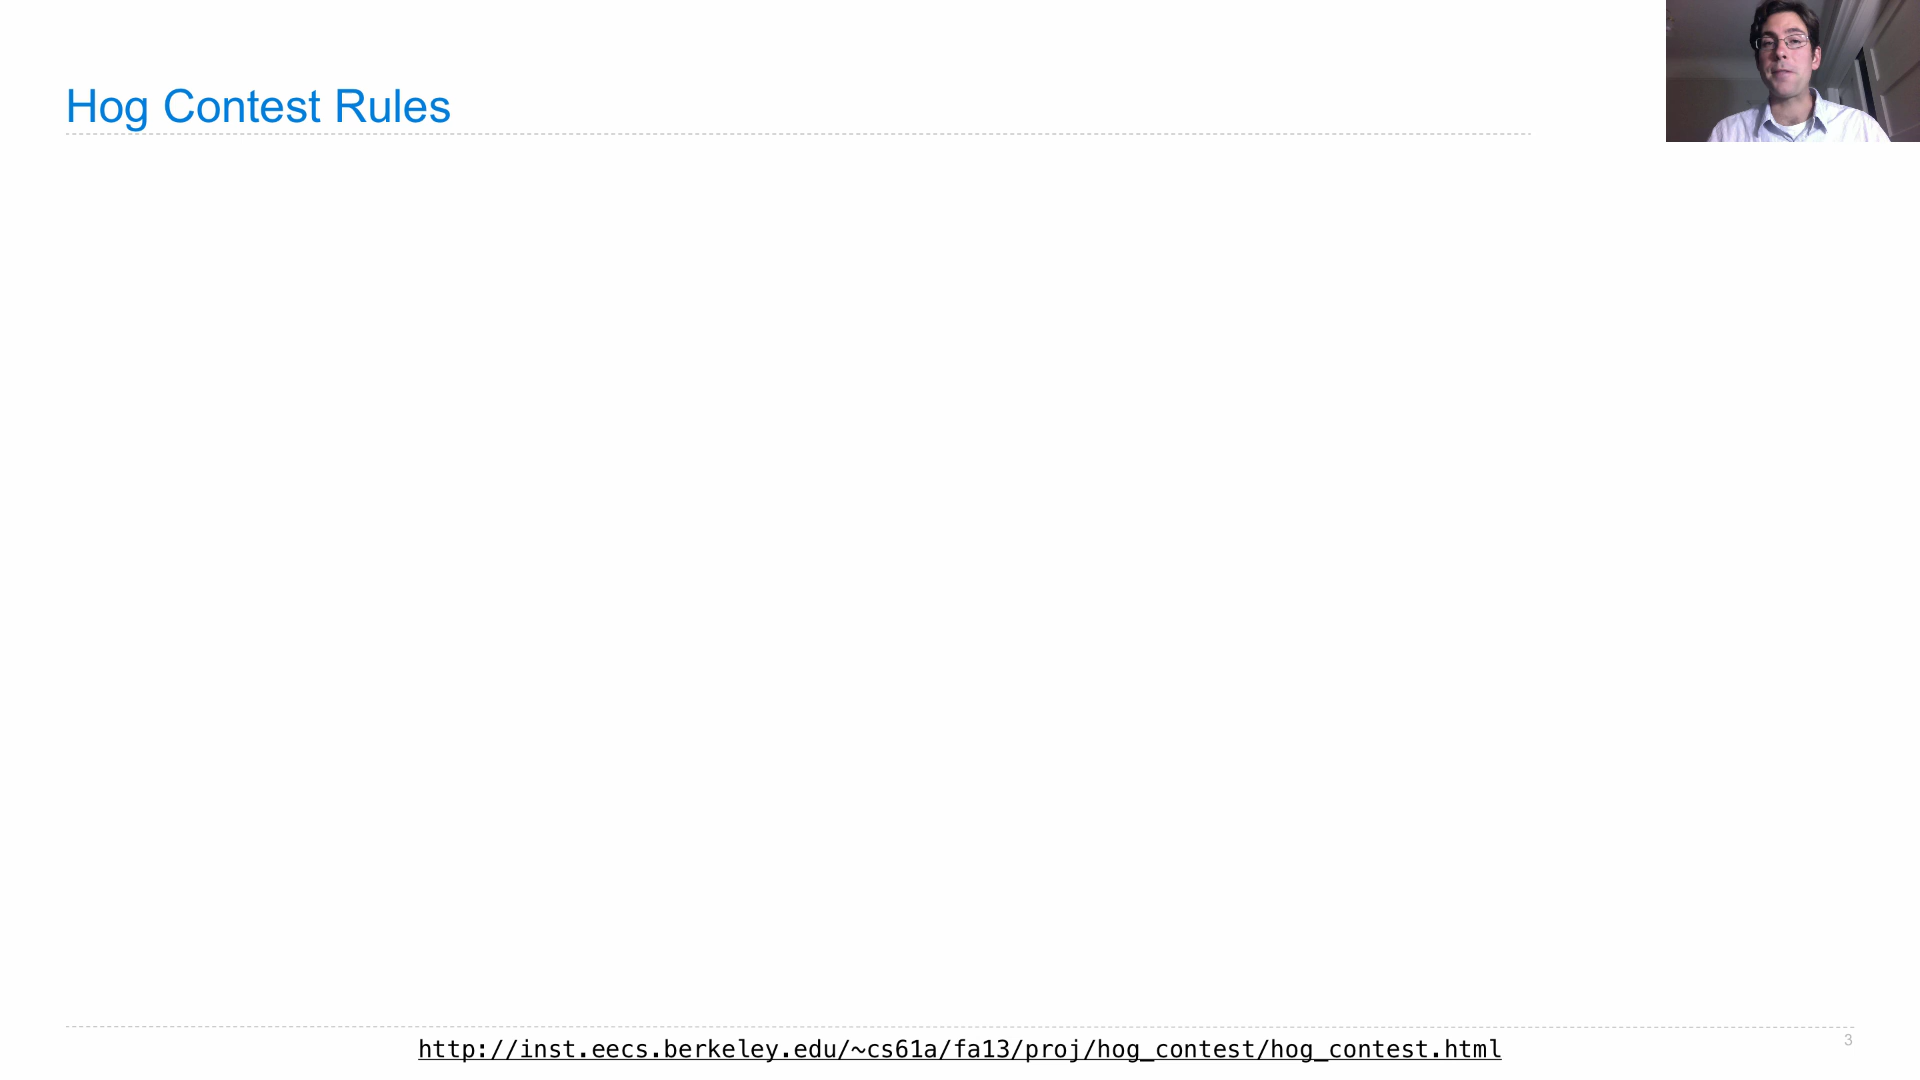 Hog Contest Rules
http://inst.eecs.berkeley.edu/~cs61a/fa13/proj/hog_contest/hog_contest.html
3